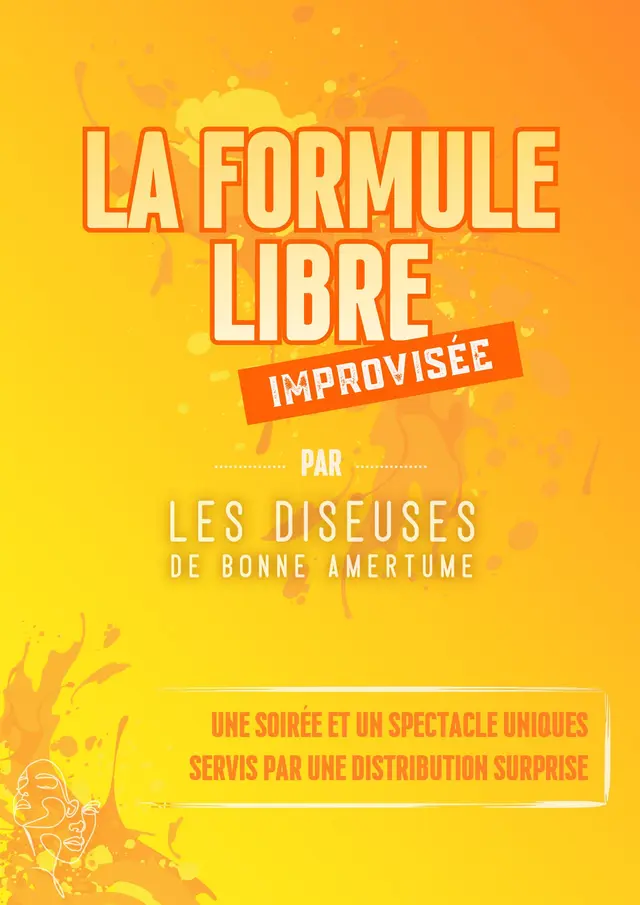 LA FORMULE
LIBRE
IMPROVISÉE
PAR
LES DISEUSES
DE BONNE AMERTUME
UNE SOIRÉE ET UN SPECTACLE UNIQUES
SERVIS PAR UNE DISTRIBUTION SURPRISE